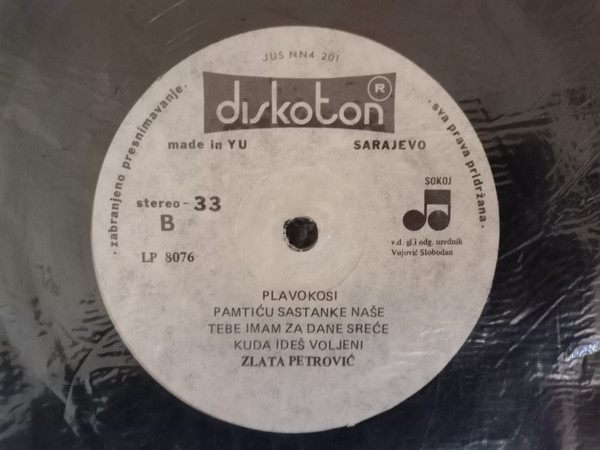 JUS NN4 201
diskoton ®
made in YU SARAJEVO
· zabranjeno presnimavanje ·
· sva prava pridržana ·
stereo - 33
B
SOKOJ
LP 8076
v.d. gl.i odg. urednik
Vujović Slobodan
PLAVOKOSI
PAMTIĆU SASTANKE NAŠE
TEBE IMAM ZA DANE SREĆE
KUDA IDEŠ VOLJENI
ZLATA PETROVIĆ